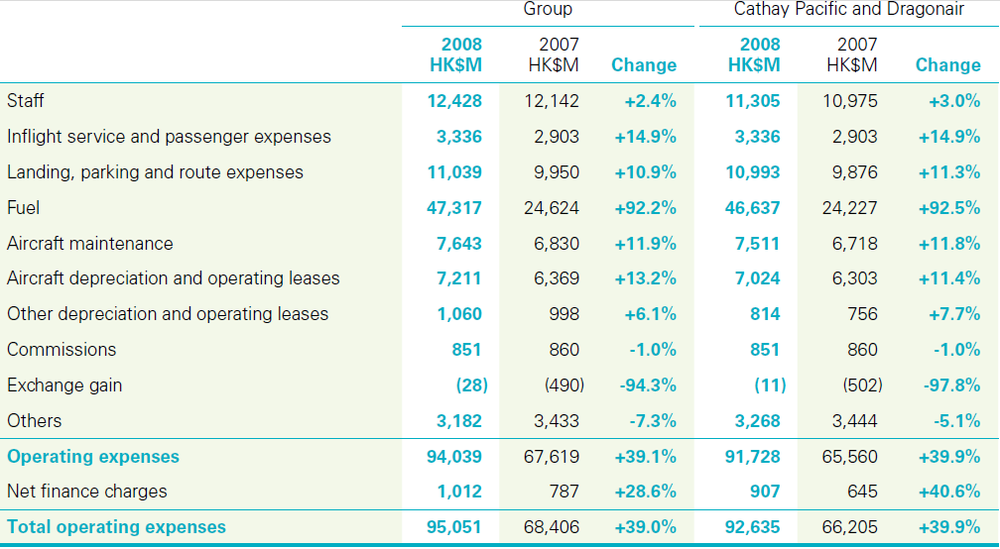 Group Cathay Pacific and Dragonair
2008 2007 2008 2007
HK$M HK$M Change HK$M HK$M Change
Staff 12,428 12,142 +2.4% 11,305 10,975 +3.0%
Inflight service and passenger expenses 3,336 2,903 +14.9% 3,336 2,903 +14.9%
Landing, parking and route expenses 11,039 9,950 +10.9% 10,993 9,876 +11.3%
Fuel 47,317 24,624 +92.2% 46,637 24,227 +92.5%
Aircraft maintenance 7,643 6,830 +11.9% 7,511 6,718 +11.8%
Aircraft depreciation and operating leases 7,211 6,369 +13.2% 7,024 6,303 +11.4%
Other depreciation and operating leases 1,060 998 +6.1% 814 756 +7.7%
Commissions 851 860 -1.0% 851 860 -1.0%
Exchange gain (28) (490) -94.3% (11) (502) -97.8%
Others 3,182 3,433 -7.3% 3,268 3,444 -5.1%
Operating expenses 94,039 67,619 +39.1% 91,728 65,560 +39.9%
Net finance charges 1,012 787 +28.6% 907 645 +40.6%
Total operating expenses 95,051 68,406 +39.0% 92,635 66,205 +39.9%